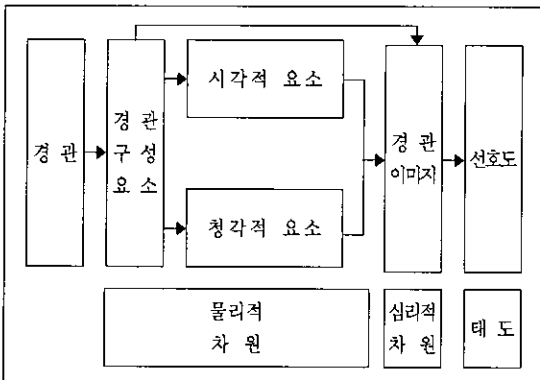 경 관
경 관
구 성
요 소
시각적 요소
청각적 요소
경 관
이미지
선호도
물리적
차 원
심리적
차 원
태 도